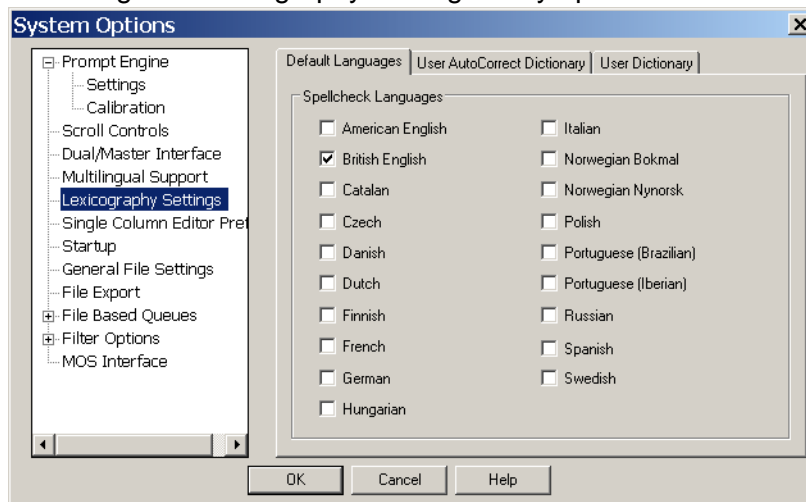 System Options
Prompt Engine
Settings
Calibration
Scroll Controls
Dual/Master Interface
Multilingual Support
Lexicography Settings
Single Column Editor Pref
Startup
General File Settings
File Export
File Based Queues
Filter Options
MOS Interface
Default Languages User AutoCorrect Dictionary User Dictionary
Spellcheck Languages
American English Italian
British English Norwegian Bokmal
Catalan Norwegian Nynorsk
Czech Polish
Danish Portuguese (Brazilian)
Dutch Portuguese (Iberian)
Finnish Russian
French Spanish
German Swedish
Hungarian
OK Cancel Help